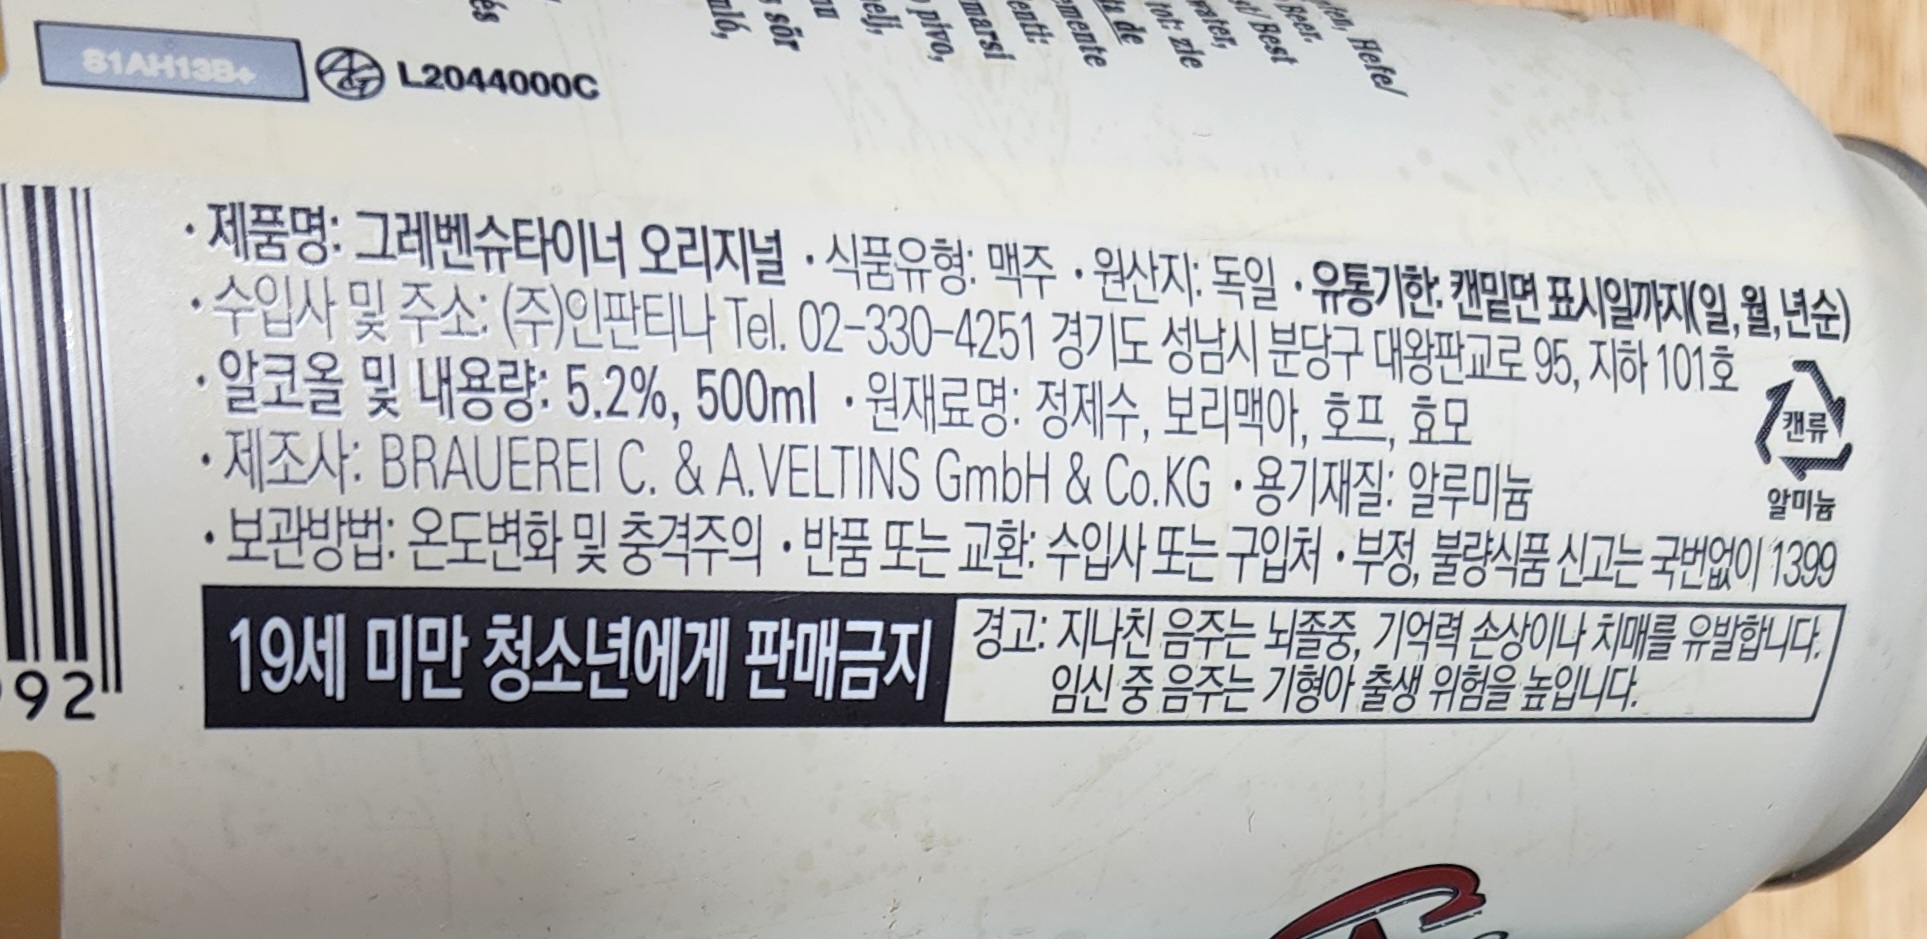 81AH13B+ L2044000C
· 제품명: 그레벤슈타이너 오리지널 · 식품유형: 맥주 · 원산지: 독일 · 유통기한: 캔밑면 표시일까지(일,월,년순)
· 수입사 및 주소: (주)인판티나 Tel. 02-330-4251 경기도 성남시 분당구 대왕판교로 95, 지하 101호
· 알코올 및 내용량: 5.2%, 500ml · 원재료명: 정제수, 보리맥아, 호프, 효모
· 제조사: BRAUEREI C. & A.VELTINS GmbH & Co.KG · 용기재질: 알루미늄
· 보관방법: 온도변화 및 충격주의 · 반품 또는 교환: 수입사 또는 구입처 · 부정, 불량식품 신고는 국번없이 1399
캔류
알미늄
19세 미만 청소년에게 판매금지
경고: 지나친 음주는 뇌졸중, 기억력 손상이나 치매를 유발합니다.
임신 중 음주는 기형아 출생 위험을 높입니다.
92
sör
pivo,
de
zie
Best
Beer.
Hefe/